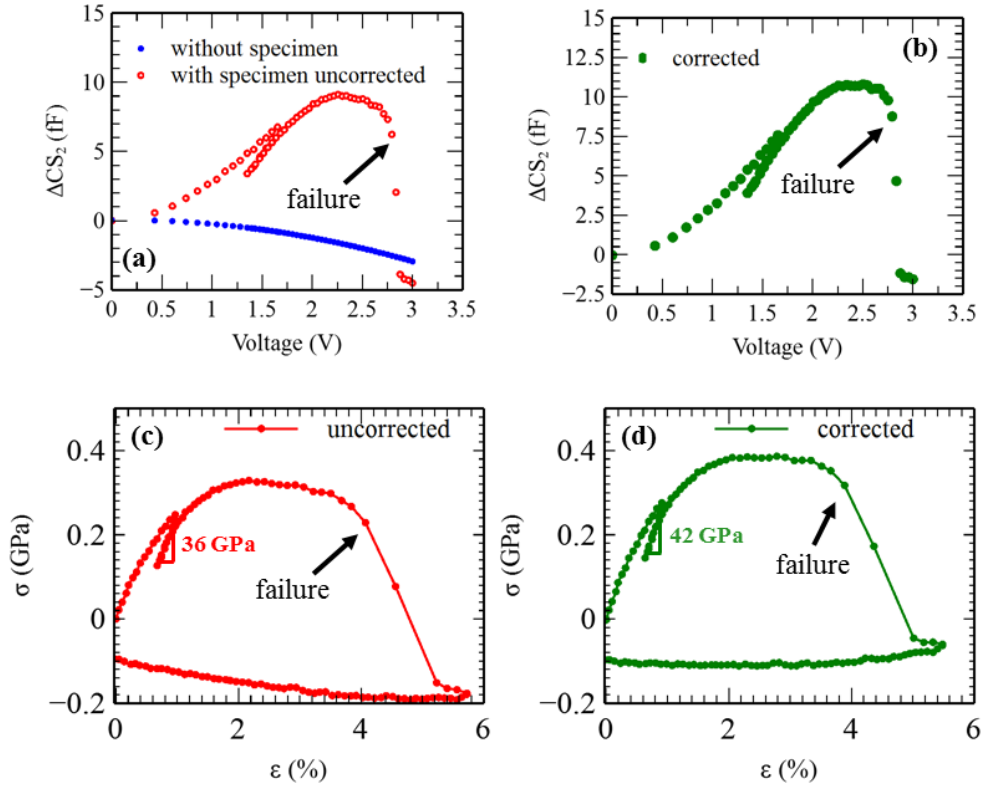 15
10
5
0
−5
ΔCS₂ (fF)
without specimen
with specimen uncorrected
failure
(a)
0 0.5 1 1.5 2 2.5 3 3.5
Voltage (V)
15
12.5
10
7.5
5
2.5
0
−2.5
ΔCS₂ (fF)
corrected
(b)
failure
0 0.5 1 1.5 2 2.5 3 3.5
Voltage (V)
0.4
0.2
0
−0.2
σ (GPa)
(c)
uncorrected
36 GPa
failure
0 2 4 6
ε (%)
0.4
0.2
0
−0.2
σ (GPa)
(d)
corrected
42 GPa
failure
0 2 4 6
ε (%)